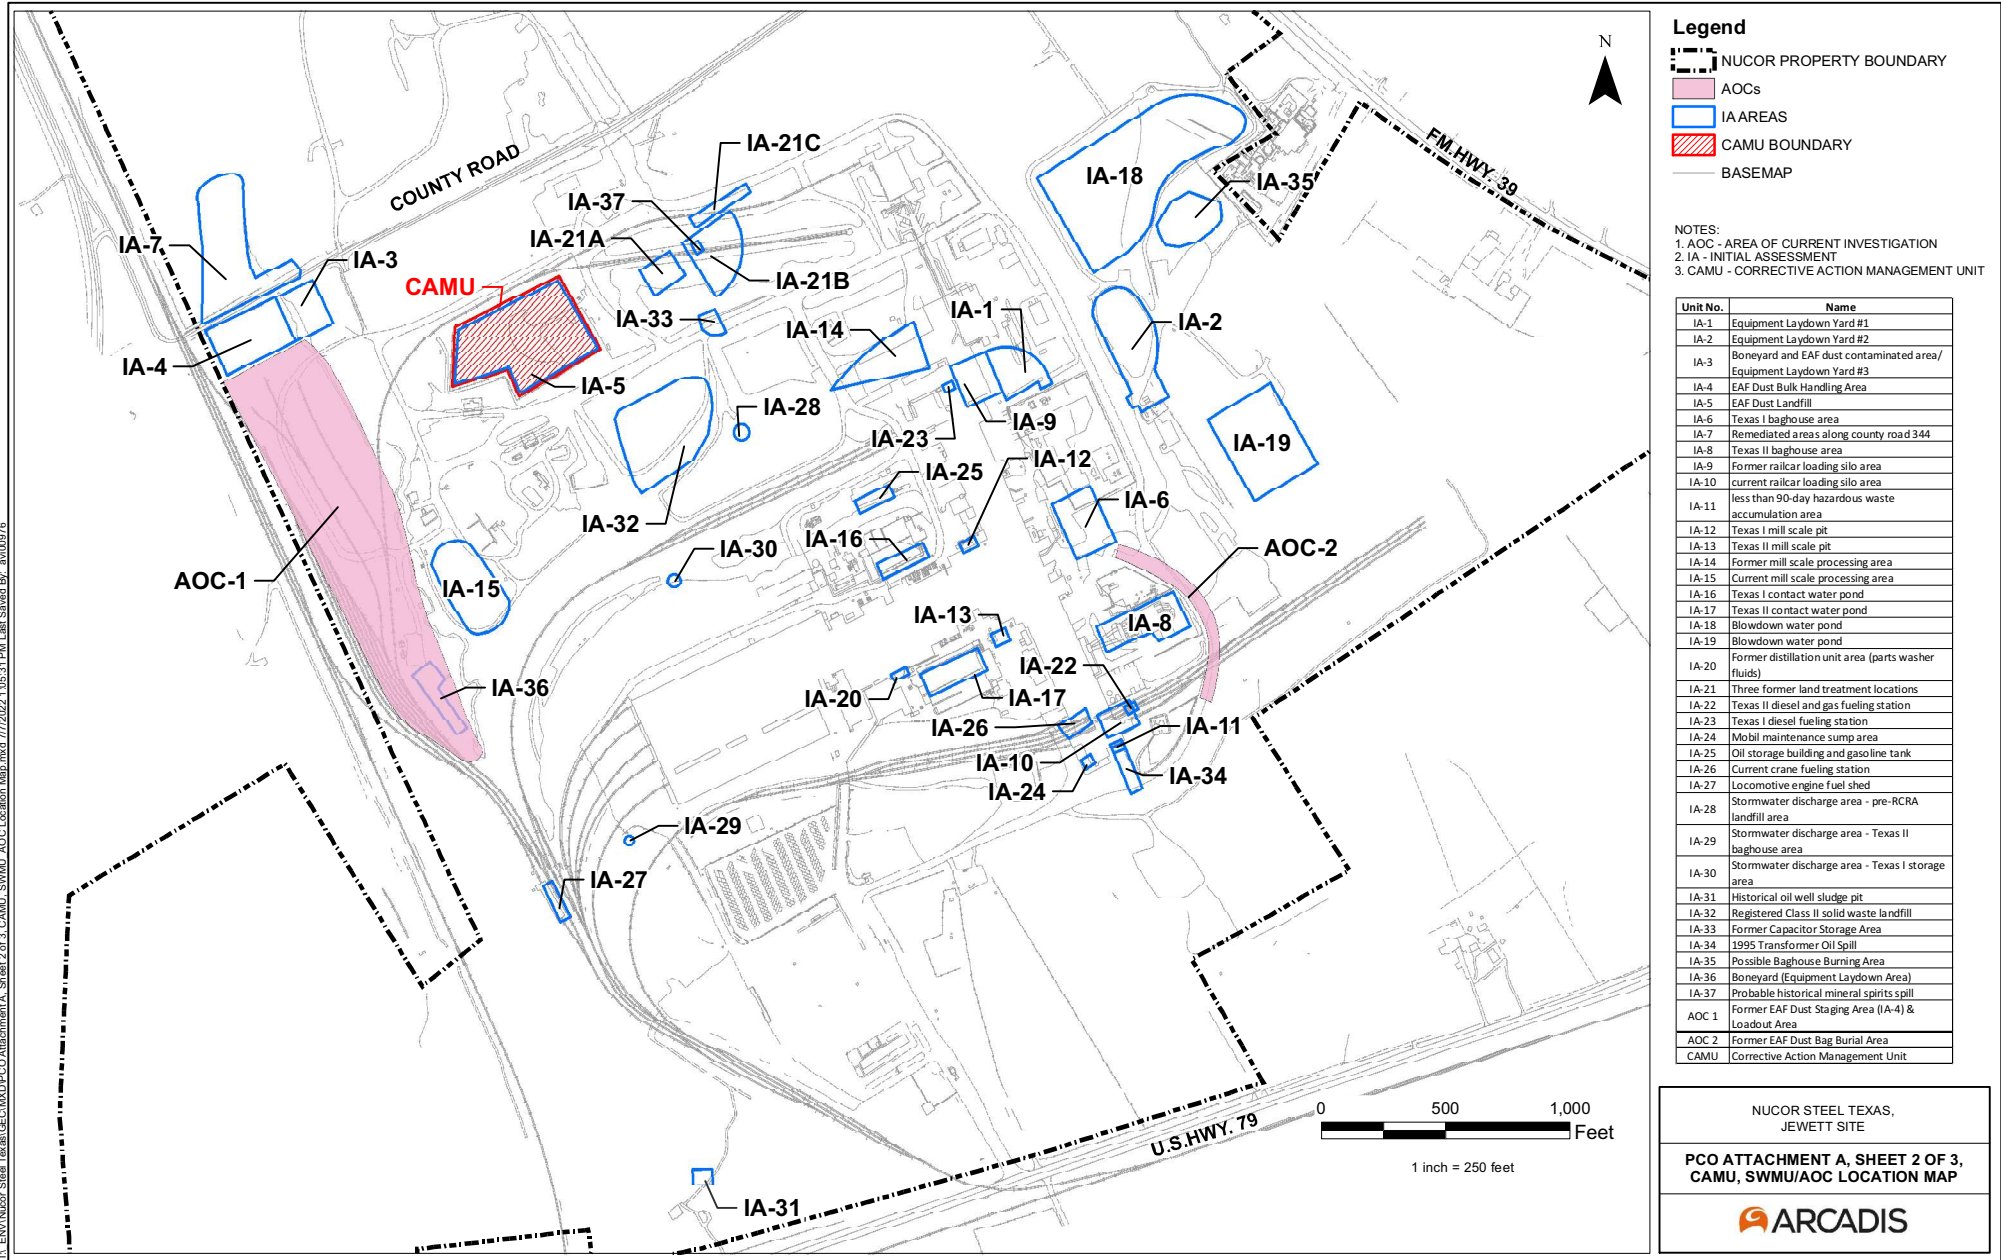 N
COUNTY ROAD
FM.HWY. 39
U.S.HWY. 79
IA-21C
IA-37
IA-21A
IA-21B
IA-7
IA-3
CAMU
IA-33
IA-4
IA-5
IA-14
IA-1
IA-18
IA-35
IA-2
IA-28
IA-23
IA-9
IA-19
IA-12
IA-25
IA-6
IA-32
IA-16
IA-30
AOC-2
AOC-1
IA-15
IA-13
IA-8
IA-22
IA-36
IA-20
IA-17
IA-26
IA-11
IA-10
IA-34
IA-24
IA-29
IA-27
IA-31
0 500 1,000
Feet
1 inch = 250 feet
Legend
NUCOR PROPERTY BOUNDARY
AOCs
IA AREAS
CAMU BOUNDARY
BASEMAP
NOTES:
1. AOC - AREA OF CURRENT INVESTIGATION
2. IA - INITIAL ASSESSMENT
3. CAMU - CORRECTIVE ACTION MANAGEMENT UNIT
Unit No. Name
IA-1 Equipment Laydown Yard #1
IA-2 Equipment Laydown Yard #2
IA-3 Boneyard and EAF dust contaminated area/
Equipment Laydown Yard #3
IA-4 EAF Dust Bulk Handling Area
IA-5 EAF Dust Landfill
IA-6 Texas I baghouse area
IA-7 Remediated areas along county road 344
IA-8 Texas II baghouse area
IA-9 Former railcar loading silo area
IA-10 current railcar loading silo area
IA-11 less than 90-day hazardous waste
accumulation area
IA-12 Texas I mill scale pit
IA-13 Texas II mill scale pit
IA-14 Former mill scale processing area
IA-15 Current mill scale processing area
IA-16 Texas I contact water pond
IA-17 Texas II contact water pond
IA-18 Blowdown water pond
IA-19 Blowdown water pond
IA-20 Former distillation unit area (parts washer
fluids)
IA-21 Three former land treatment locations
IA-22 Texas II diesel and gas fueling station
IA-23 Texas I diesel fueling station
IA-24 Mobil maintenance sump area
IA-25 Oil storage building and gasoline tank
IA-26 Current crane fueling station
IA-27 Locomotive engine fuel shed
IA-28 Stormwater discharge area - pre-RCRA
landfill area
IA-29 Stormwater discharge area - Texas II
baghouse area
IA-30 Stormwater discharge area - Texas I storage
area
IA-31 Historical oil well sludge pit
IA-32 Registered Class II solid waste landfill
IA-33 Former Capacitor Storage Area
IA-34 1995 Transformer Oil Spill
IA-35 Possible Baghouse Burning Area
IA-36 Boneyard (Equipment Laydown Area)
IA-37 Probable historical mineral spirits spill
AOC 1 Former EAF Dust Staging Area (IA-4) &
Loadout Area
AOC 2 Former EAF Dust Bag Burial Area
CAMU Corrective Action Management Unit
NUCOR STEEL TEXAS,
JEWETT SITE
PCO ATTACHMENT A, SHEET 2 OF 3,
CAMU, SWMU/AOC LOCATION MAP
ARCADIS